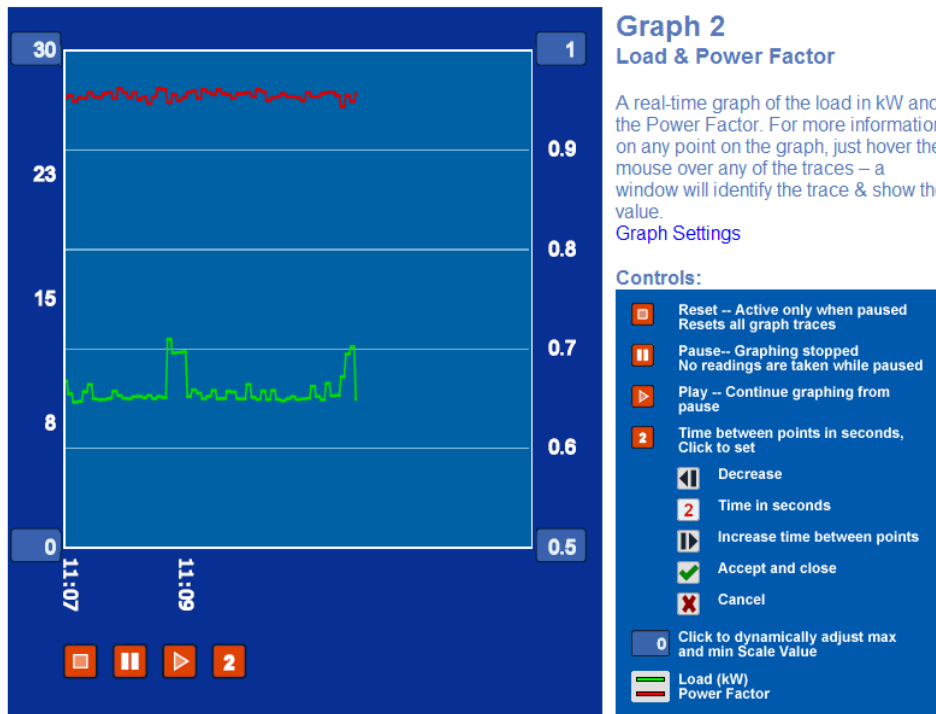 Graph 2
Load & Power Factor
A real-time graph of the load in kW and
the Power Factor. For more information
on any point on the graph, just hover the
mouse over any of the traces – a
window will identify the trace & show the
value.
Graph Settings
30
23
15
8
0
1
0.9
0.8
0.7
0.6
0.5
11:07
11:09
2
Controls:
Reset -- Active only when paused
Resets all graph traces
Pause-- Graphing stopped
No readings are taken while paused
Play -- Continue graphing from
pause
2
Time between points in seconds,
Click to set
Decrease
2
Time in seconds
Increase time between points
Accept and close
Cancel
0
Click to dynamically adjust max
and min Scale Value
Load (kW)
Power Factor